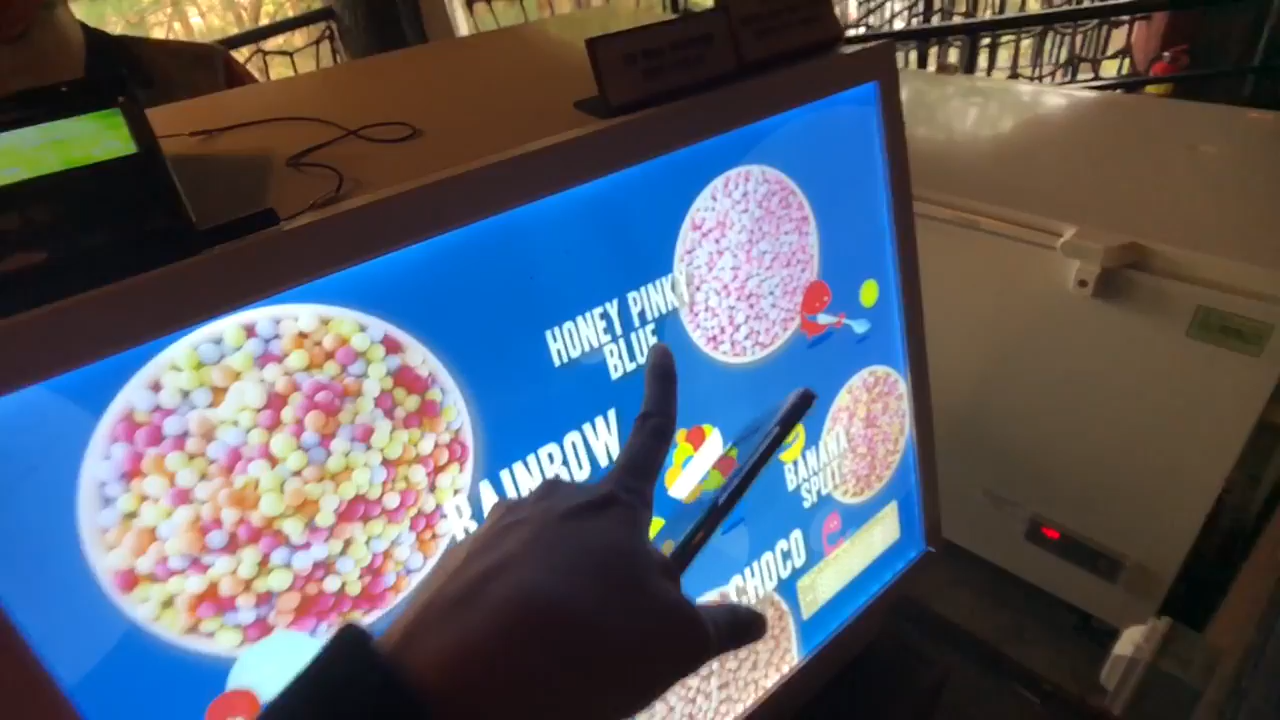 HONEY PINKY
BLUE
RAINBOW
BANANA
SPLIT
CHOCO